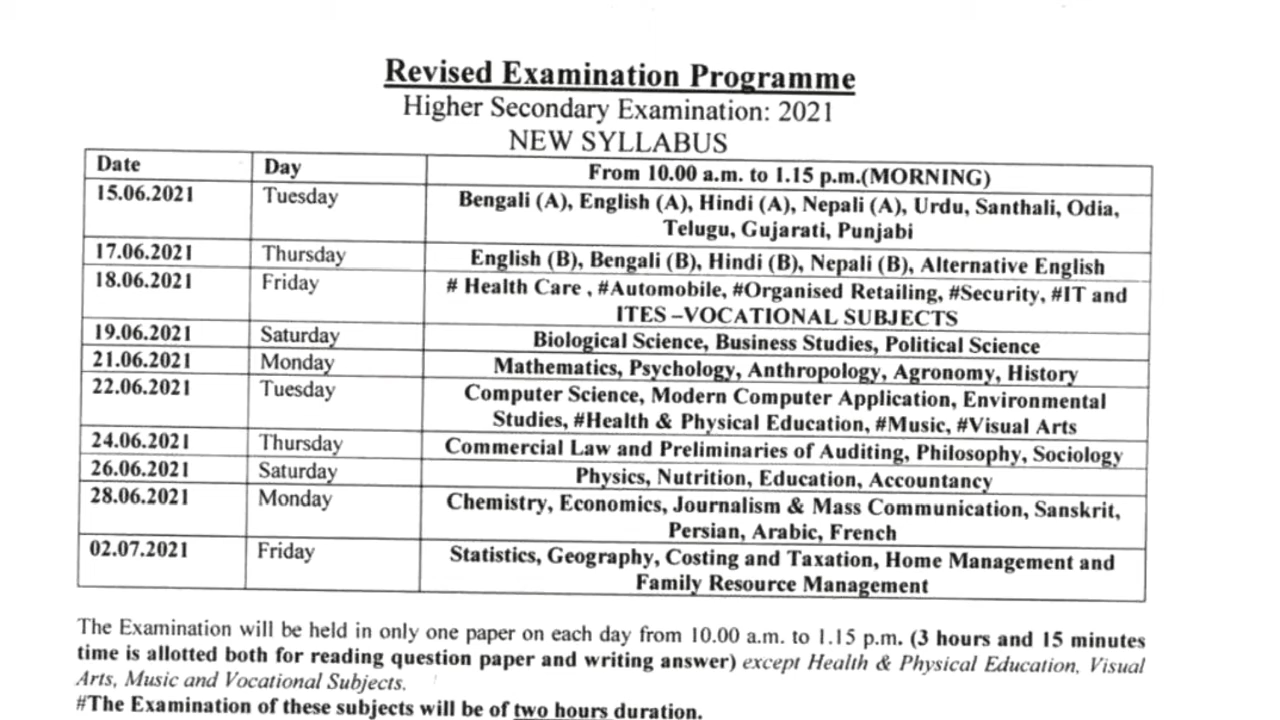 Revised Examination Programme
Higher Secondary Examination: 2021
NEW SYLLABUS
Date Day From 10.00 a.m. to 1.15 p.m.(MORNING)
15.06.2021 Tuesday Bengali (A), English (A), Hindi (A), Nepali (A), Urdu, Santhali, Odia,
Telugu, Gujarati, Punjabi
17.06.2021 Thursday English (B), Bengali (B), Hindi (B), Nepali (B), Alternative English
18.06.2021 Friday # Health Care , #Automobile, #Organised Retailing, #Security, #IT and
ITES –VOCATIONAL SUBJECTS
19.06.2021 Saturday Biological Science, Business Studies, Political Science
21.06.2021 Monday Mathematics, Psychology, Anthropology, Agronomy, History
22.06.2021 Tuesday Computer Science, Modern Computer Application, Environmental
Studies, #Health & Physical Education, #Music, #Visual Arts
24.06.2021 Thursday Commercial Law and Preliminaries of Auditing, Philosophy, Sociology
26.06.2021 Saturday Physics, Nutrition, Education, Accountancy
28.06.2021 Monday Chemistry, Economics, Journalism & Mass Communication, Sanskrit,
Persian, Arabic, French
02.07.2021 Friday Statistics, Geography, Costing and Taxation, Home Management and
Family Resource Management
The Examination will be held in only one paper on each day from 10.00 a.m. to 1.15 p.m. (3 hours and 15 minutes
time is allotted both for reading question paper and writing answer) except Health & Physical Education, Visual
Arts, Music and Vocational Subjects.
#The Examination of these subjects will be of two hours duration.